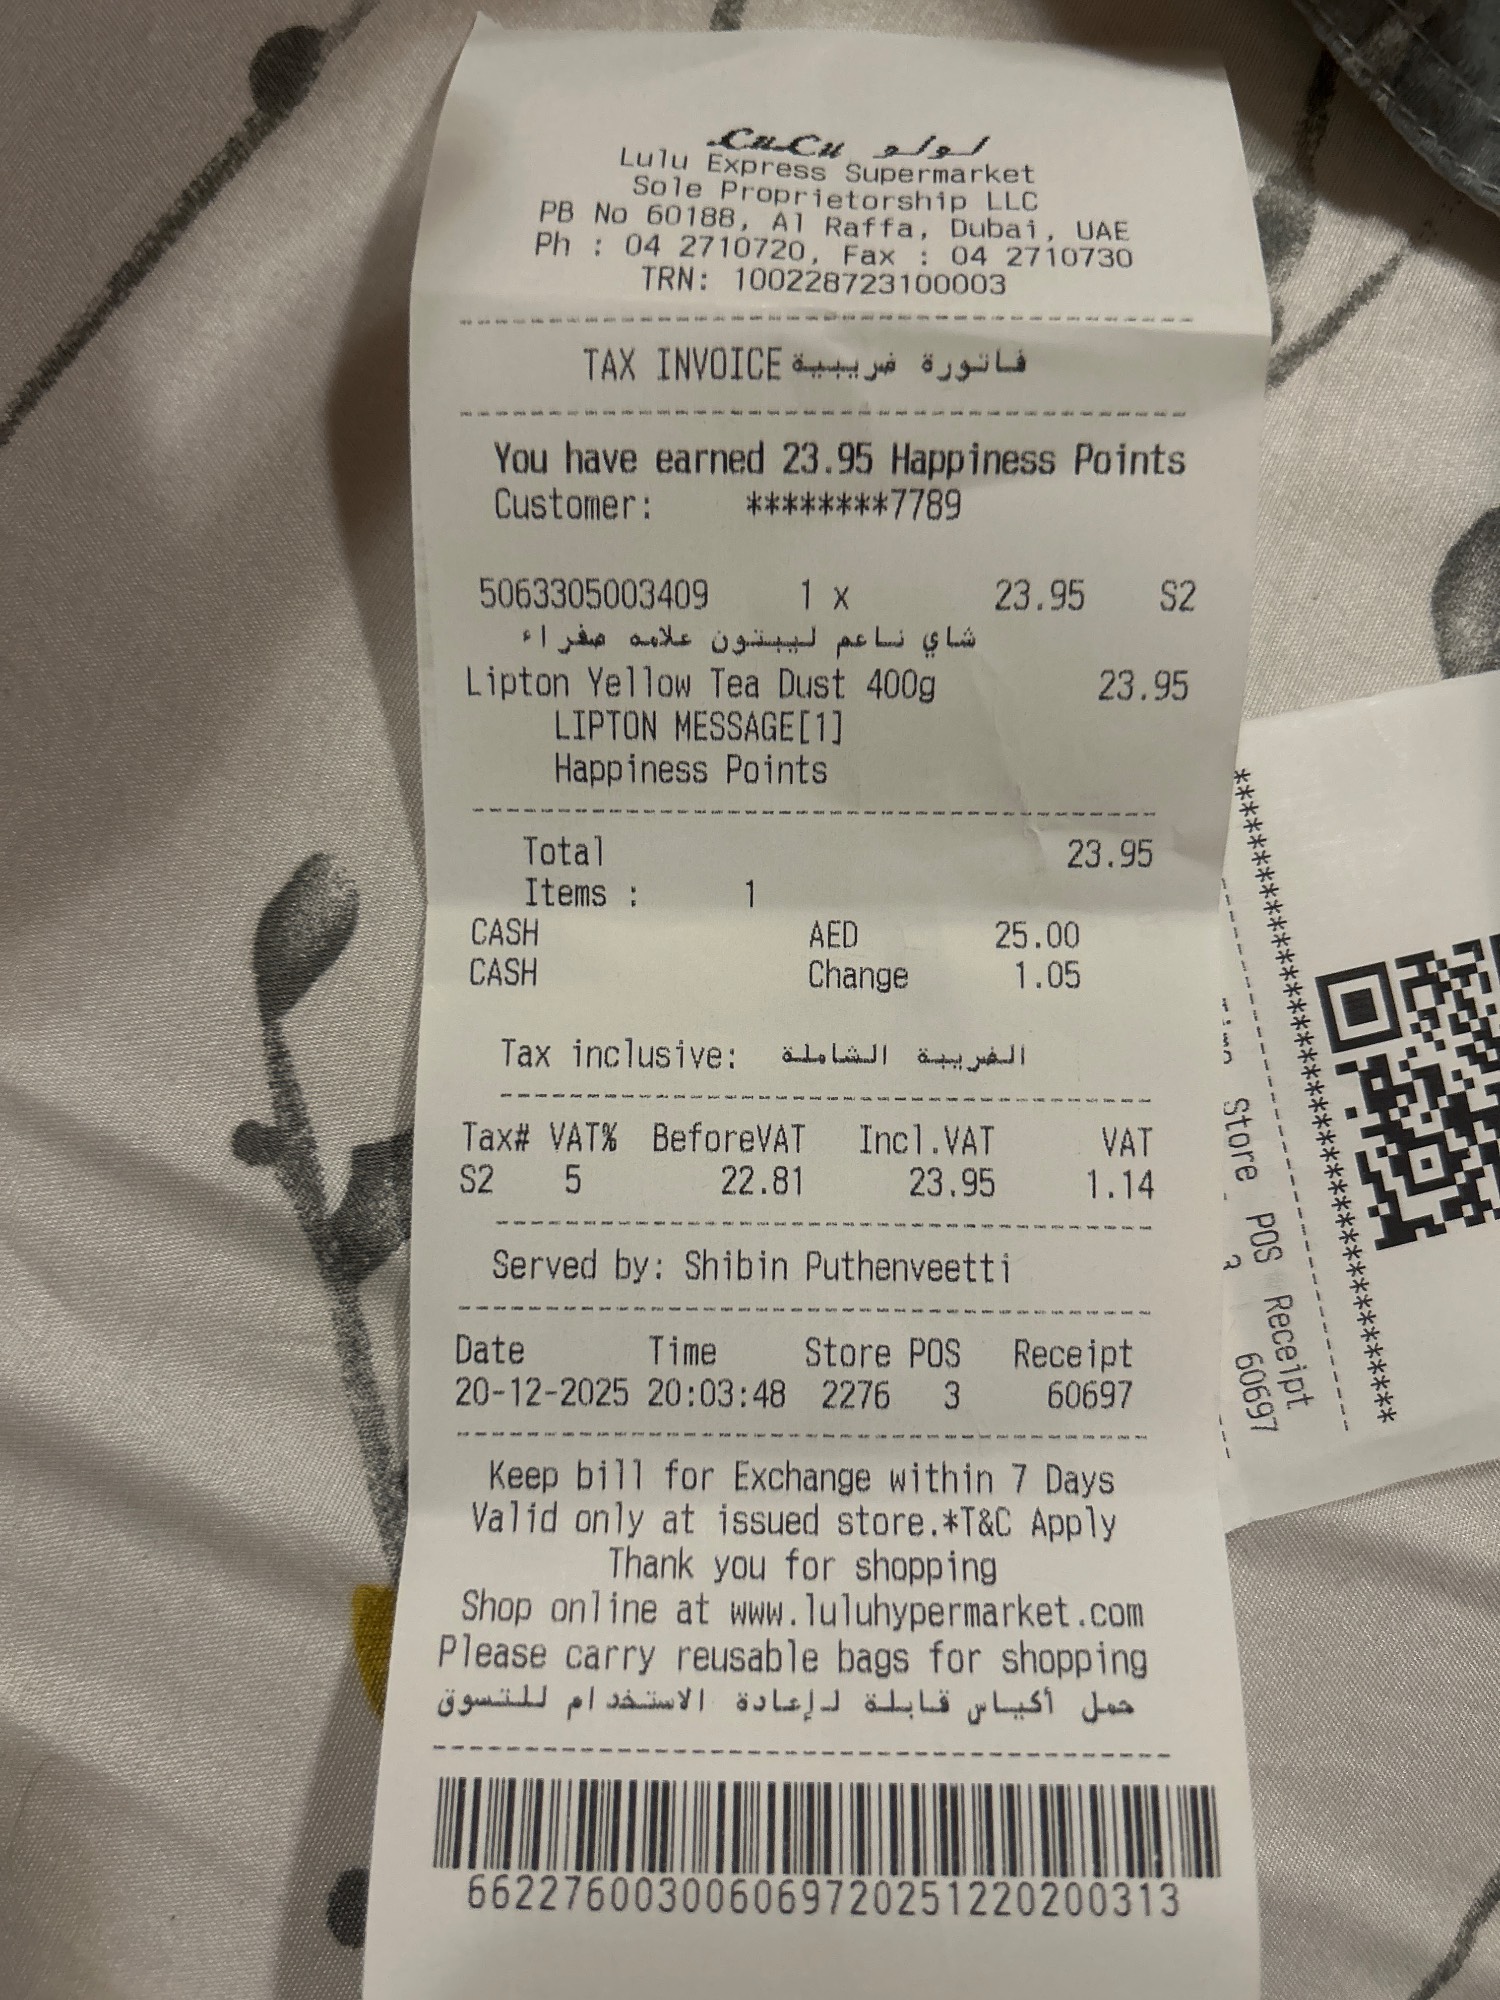 LuLu لولو
Lulu Express Supermarket
Sole Proprietorship LLC
PB No 60188, Al Raffa, Dubai, UAE
Ph : 04 2710720, Fax : 04 2710730
TRN: 100228723100003
TAX INVOICE فاتورة ضريبية
You have earned 23.95 Happiness Points
Customer: ********7789
5063305003409 1 x 23.95 S2
شاي ناعم ليبتون علامه صفراء
Lipton Yellow Tea Dust 400g 23.95
LIPTON MESSAGE[1]
Happiness Points
Total 23.95
Items : 1
CASH AED 25.00
CASH Change 1.05
Tax inclusive: الضريبة الشاملة
Tax# VAT% BeforeVAT Incl.VAT VAT
S2 5 22.81 23.95 1.14
Served by: Shibin Puthenveetti
Date Time Store POS Receipt
20-12-2025 20:03:48 2276 3 60697
Keep bill for Exchange within 7 Days
Valid only at issued store.*T&C Apply
Thank you for shopping
Shop online at www.luluhypermarket.com
Please carry reusable bags for shopping
حمل أكياس قابلة لإعادة الاستخدام للتسوق
662276003006069720251220200313
****************************************
Store POS Receipt
3 60697